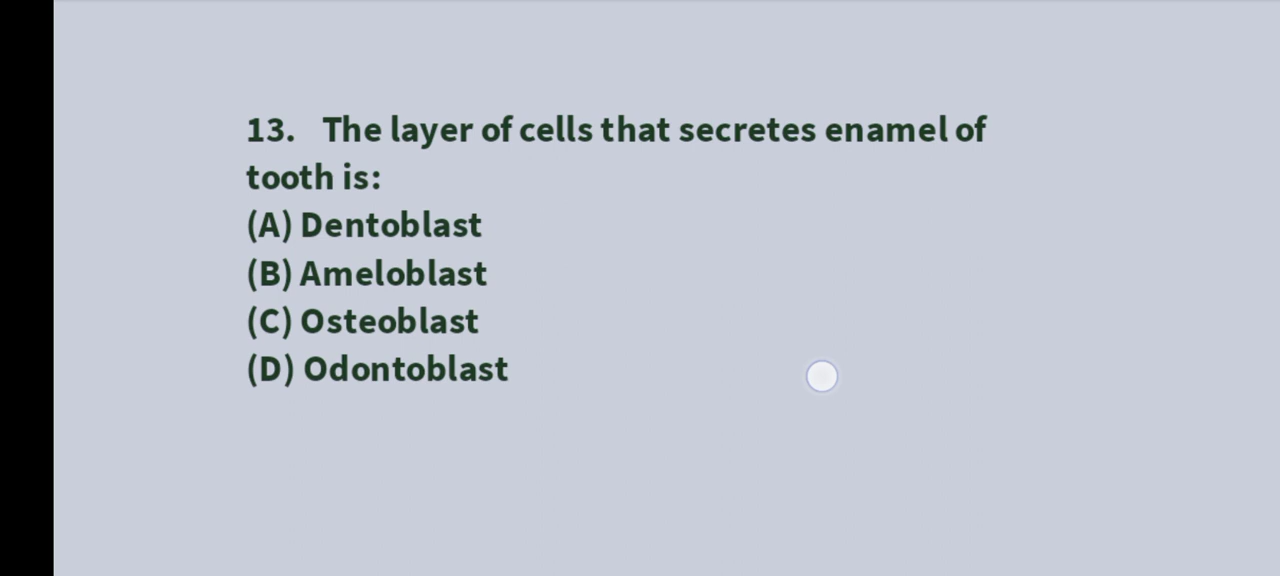 13. The layer of cells that secretes enamel of
tooth is:
(A) Dentoblast
(B) Ameloblast
(C) Osteoblast
(D) Odontoblast